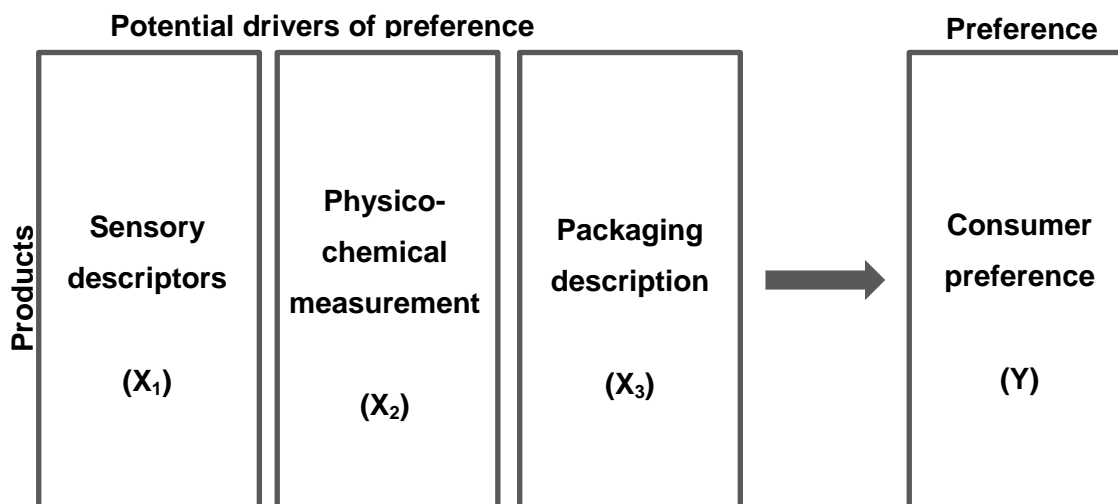 Potential drivers of preference
Preference
Products
Sensory
descriptors
(X₁)
Physico-
chemical
measurement
(X₂)
Packaging
description
(X₃)
Consumer
preference
(Y)